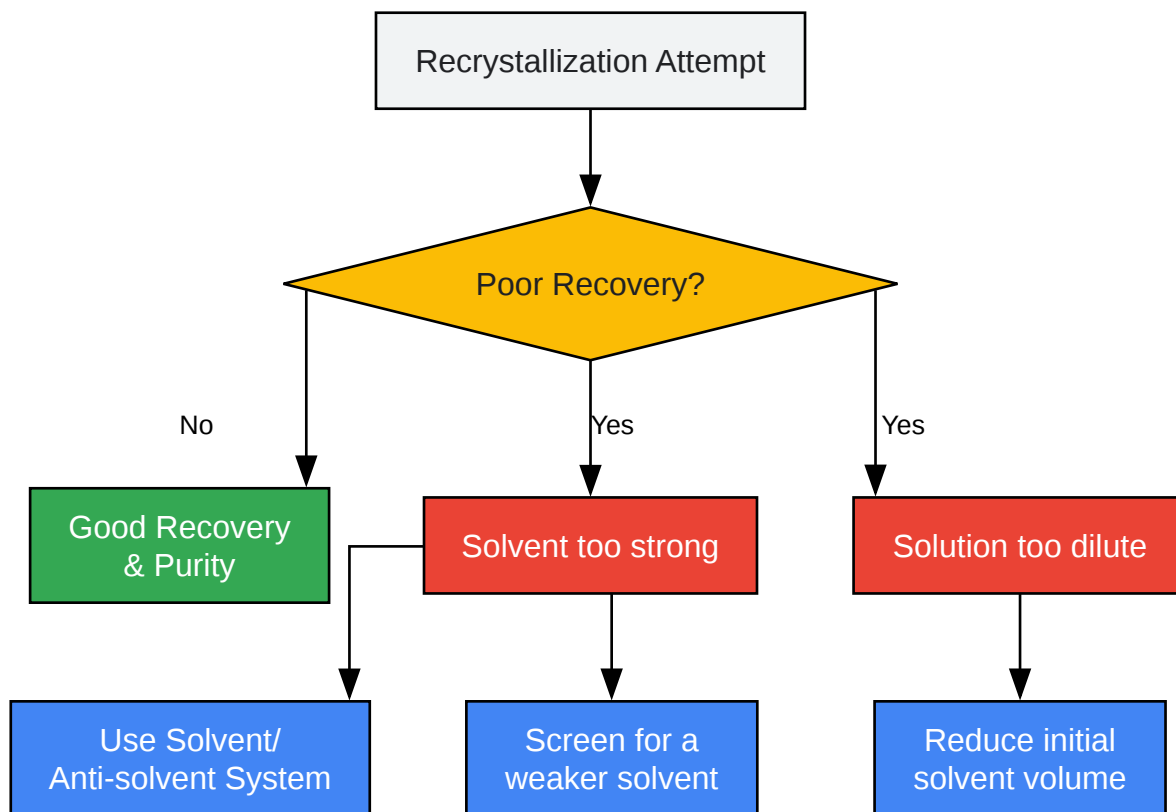 Recrystallization Attempt
Poor Recovery?
No
Yes
Yes
Good Recovery
& Purity
Solvent too strong
Solution too dilute
Use Solvent/
Anti-solvent System
Screen for a
weaker solvent
Reduce initial
solvent volume